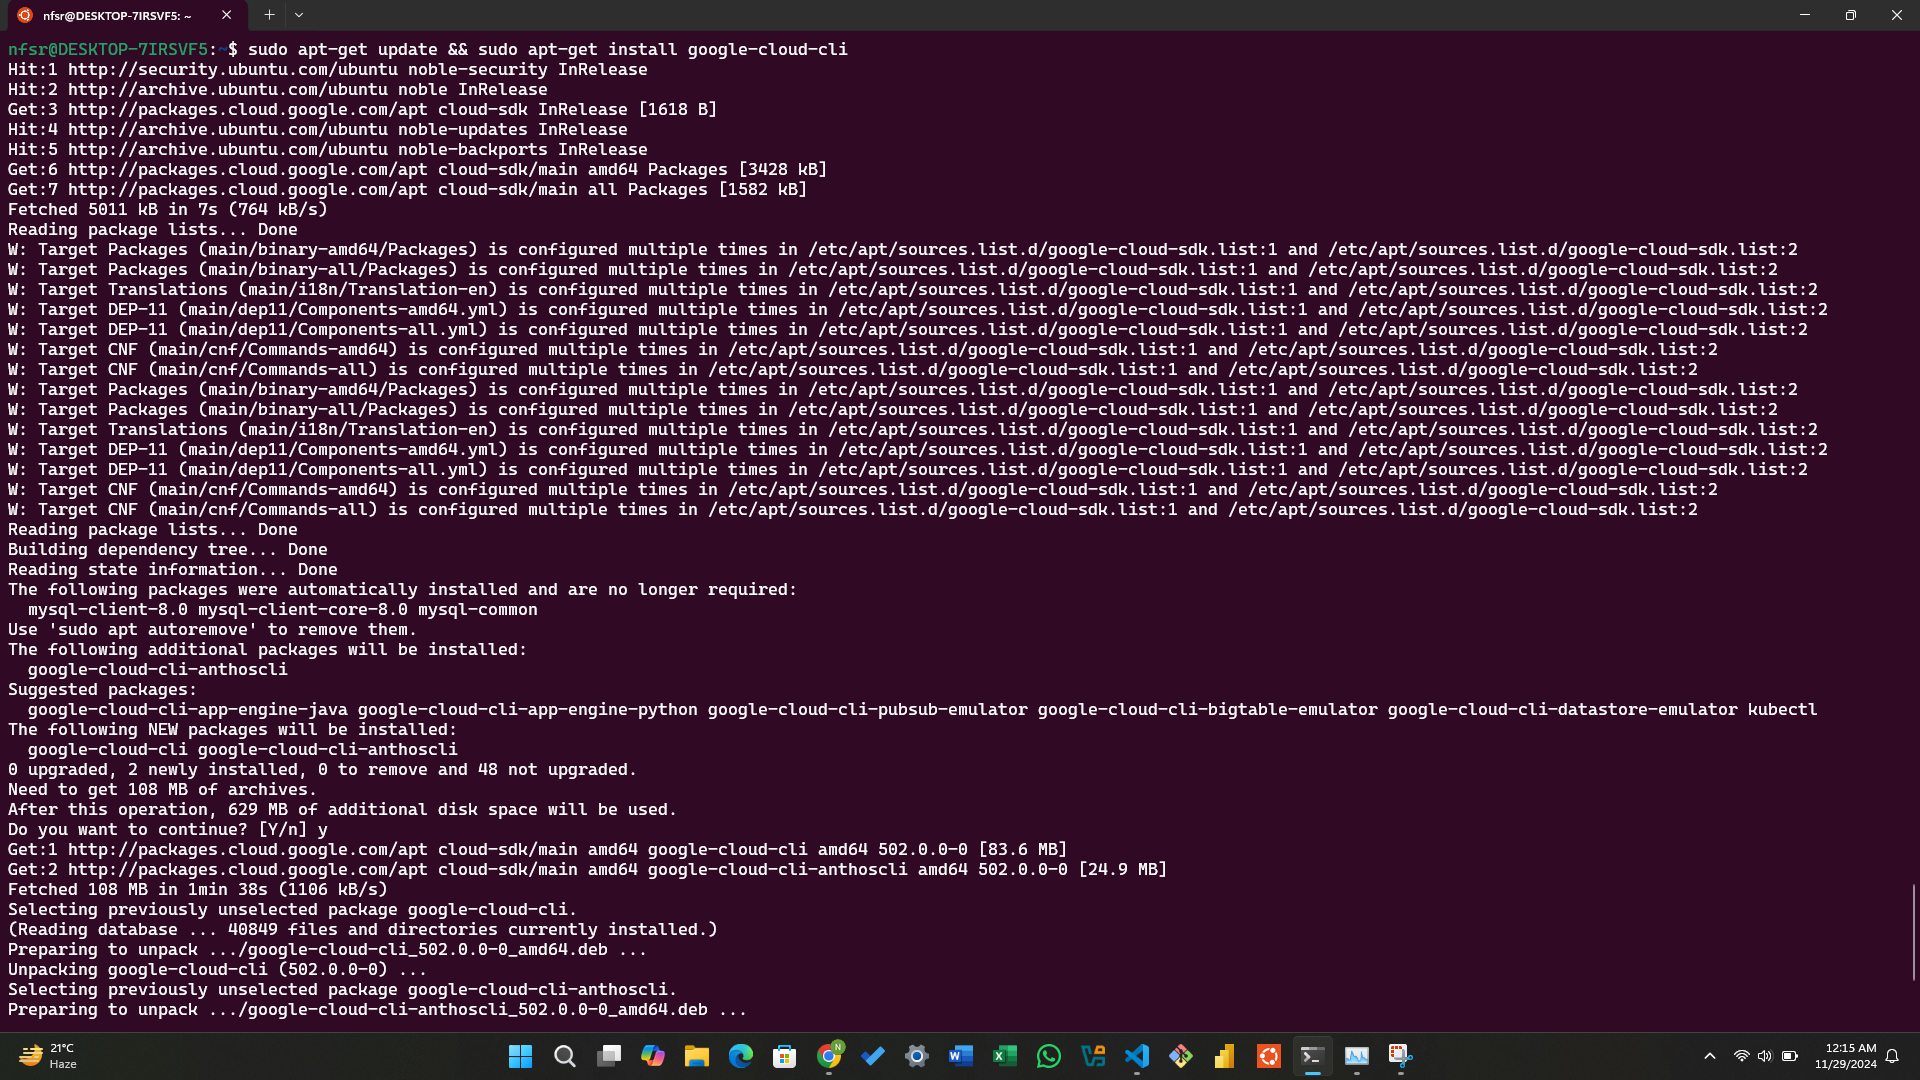 nfsr@DESKTOP-7IRSVF5: ~
nfsr@DESKTOP-7IRSVF5:~$ sudo apt-get update && sudo apt-get install google-cloud-cli
Hit:1 http://security.ubuntu.com/ubuntu noble-security InRelease
Hit:2 http://archive.ubuntu.com/ubuntu noble InRelease
Get:3 http://packages.cloud.google.com/apt cloud-sdk InRelease [1618 B]
Hit:4 http://archive.ubuntu.com/ubuntu noble-updates InRelease
Hit:5 http://archive.ubuntu.com/ubuntu noble-backports InRelease
Get:6 http://packages.cloud.google.com/apt cloud-sdk/main amd64 Packages [3428 kB]
Get:7 http://packages.cloud.google.com/apt cloud-sdk/main all Packages [1582 kB]
Fetched 5011 kB in 7s (764 kB/s)
Reading package lists... Done
W: Target Packages (main/binary-amd64/Packages) is configured multiple times in /etc/apt/sources.list.d/google-cloud-sdk.list:1 and /etc/apt/sources.list.d/google-cloud-sdk.list:2
W: Target Packages (main/binary-all/Packages) is configured multiple times in /etc/apt/sources.list.d/google-cloud-sdk.list:1 and /etc/apt/sources.list.d/google-cloud-sdk.list:2
W: Target Translations (main/i18n/Translation-en) is configured multiple times in /etc/apt/sources.list.d/google-cloud-sdk.list:1 and /etc/apt/sources.list.d/google-cloud-sdk.list:2
W: Target DEP-11 (main/dep11/Components-amd64.yml) is configured multiple times in /etc/apt/sources.list.d/google-cloud-sdk.list:1 and /etc/apt/sources.list.d/google-cloud-sdk.list:2
W: Target DEP-11 (main/dep11/Components-all.yml) is configured multiple times in /etc/apt/sources.list.d/google-cloud-sdk.list:1 and /etc/apt/sources.list.d/google-cloud-sdk.list:2
W: Target CNF (main/cnf/Commands-amd64) is configured multiple times in /etc/apt/sources.list.d/google-cloud-sdk.list:1 and /etc/apt/sources.list.d/google-cloud-sdk.list:2
W: Target CNF (main/cnf/Commands-all) is configured multiple times in /etc/apt/sources.list.d/google-cloud-sdk.list:1 and /etc/apt/sources.list.d/google-cloud-sdk.list:2
W: Target Packages (main/binary-amd64/Packages) is configured multiple times in /etc/apt/sources.list.d/google-cloud-sdk.list:1 and /etc/apt/sources.list.d/google-cloud-sdk.list:2
W: Target Packages (main/binary-all/Packages) is configured multiple times in /etc/apt/sources.list.d/google-cloud-sdk.list:1 and /etc/apt/sources.list.d/google-cloud-sdk.list:2
W: Target Translations (main/i18n/Translation-en) is configured multiple times in /etc/apt/sources.list.d/google-cloud-sdk.list:1 and /etc/apt/sources.list.d/google-cloud-sdk.list:2
W: Target DEP-11 (main/dep11/Components-amd64.yml) is configured multiple times in /etc/apt/sources.list.d/google-cloud-sdk.list:1 and /etc/apt/sources.list.d/google-cloud-sdk.list:2
W: Target DEP-11 (main/dep11/Components-all.yml) is configured multiple times in /etc/apt/sources.list.d/google-cloud-sdk.list:1 and /etc/apt/sources.list.d/google-cloud-sdk.list:2
W: Target CNF (main/cnf/Commands-amd64) is configured multiple times in /etc/apt/sources.list.d/google-cloud-sdk.list:1 and /etc/apt/sources.list.d/google-cloud-sdk.list:2
W: Target CNF (main/cnf/Commands-all) is configured multiple times in /etc/apt/sources.list.d/google-cloud-sdk.list:1 and /etc/apt/sources.list.d/google-cloud-sdk.list:2
Reading package lists... Done
Building dependency tree... Done
Reading state information... Done
The following packages were automatically installed and are no longer required:
mysql-client-8.0 mysql-client-core-8.0 mysql-common
Use 'sudo apt autoremove' to remove them.
The following additional packages will be installed:
google-cloud-cli-anthoscli
Suggested packages:
google-cloud-cli-app-engine-java google-cloud-cli-app-engine-python google-cloud-cli-pubsub-emulator google-cloud-cli-bigtable-emulator google-cloud-cli-datastore-emulator kubectl
The following NEW packages will be installed:
google-cloud-cli google-cloud-cli-anthoscli
0 upgraded, 2 newly installed, 0 to remove and 48 not upgraded.
Need to get 108 MB of archives.
After this operation, 629 MB of additional disk space will be used.
Do you want to continue? [Y/n] y
Get:1 http://packages.cloud.google.com/apt cloud-sdk/main amd64 google-cloud-cli amd64 502.0.0-0 [83.6 MB]
Get:2 http://packages.cloud.google.com/apt cloud-sdk/main amd64 google-cloud-cli-anthoscli amd64 502.0.0-0 [24.9 MB]
Fetched 108 MB in 1min 38s (1106 kB/s)
Selecting previously unselected package google-cloud-cli.
(Reading database ... 40849 files and directories currently installed.)
Preparing to unpack .../google-cloud-cli_502.0.0-0_amd64.deb ...
Unpacking google-cloud-cli (502.0.0-0) ...
Selecting previously unselected package google-cloud-cli-anthoscli.
Preparing to unpack .../google-cloud-cli-anthoscli_502.0.0-0_amd64.deb ...
21°C
Haze
12:15 AM
11/29/2024